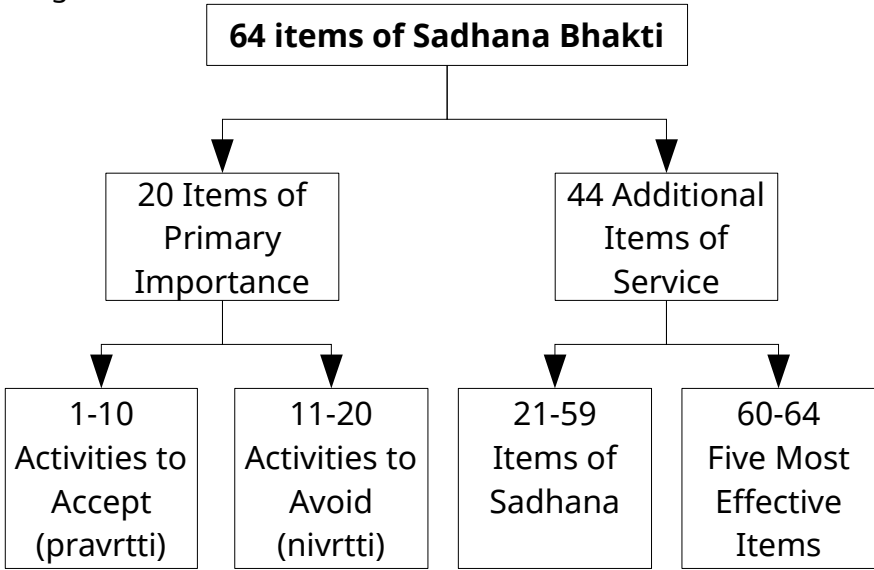 64 items of Sadhana Bhakti
20 Items of
Primary
Importance
44 Additional
Items of
Service
1-10
Activities to
Accept
(pravrtti)
11-20
Activities to
Avoid
(nivrtti)
21-59
Items of
Sadhana
60-64
Five Most
Effective
Items